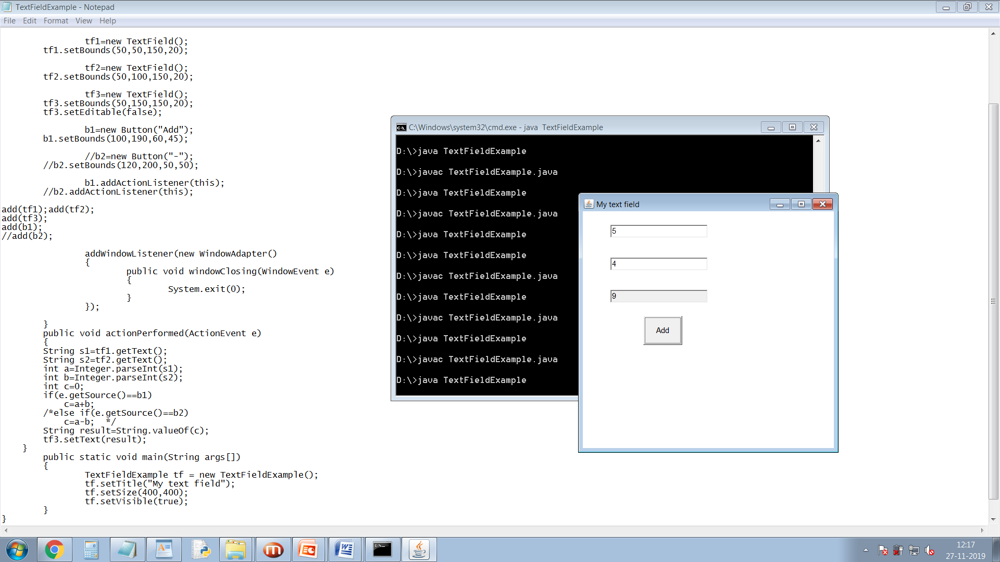 TextFieldExample - Notepad
File Edit Format View Help
tf1=new TextField();
tf1.setBounds(50,50,150,20);
tf2=new TextField();
tf2.setBounds(50,100,150,20);
tf3=new TextField();
tf3.setBounds(50,150,150,20);
tf3.setEditable(false);
b1=new Button("Add");
b1.setBounds(100,190,60,45);
//b2=new Button("-");
//b2.setBounds(120,200,50,50);
b1.addActionListener(this);
//b2.addActionListener(this);
add(tf1);add(tf2);
add(tf3);
add(b1);
//add(b2);
addWindowListener(new WindowAdapter()
{
public void windowClosing(WindowEvent e)
{
System.exit(0);
}
});
}
public void actionPerformed(ActionEvent e)
{
String s1=tf1.getText();
String s2=tf2.getText();
int a=Integer.parseInt(s1);
int b=Integer.parseInt(s2);
int c=0;
if(e.getSource()==b1)
c=a+b;
/*else if(e.getSource()==b2)
c=a-b;  */
String result=String.valueOf(c);
tf3.setText(result);
}
public static void main(String args[])
{
TextFieldExample tf = new TextFieldExample();
tf.setTitle("My text field");
tf.setSize(400,400);
tf.setVisible(true);
}
}
C:\Windows\system32\cmd.exe - java  TextFieldExample
D:\>java TextFieldExample
D:\>javac TextFieldExample.java
D:\>java TextFieldExample
D:\>javac TextFieldExample.java
D:\>java TextFieldExample
D:\>java TextFieldExample
D:\>javac TextFieldExample.java
D:\>java TextFieldExample
D:\>javac TextFieldExample.java
D:\>java TextFieldExample
D:\>javac TextFieldExample.java
D:\>java TextFieldExample
My text field
5
4
9
Add
12:17
27-11-2019